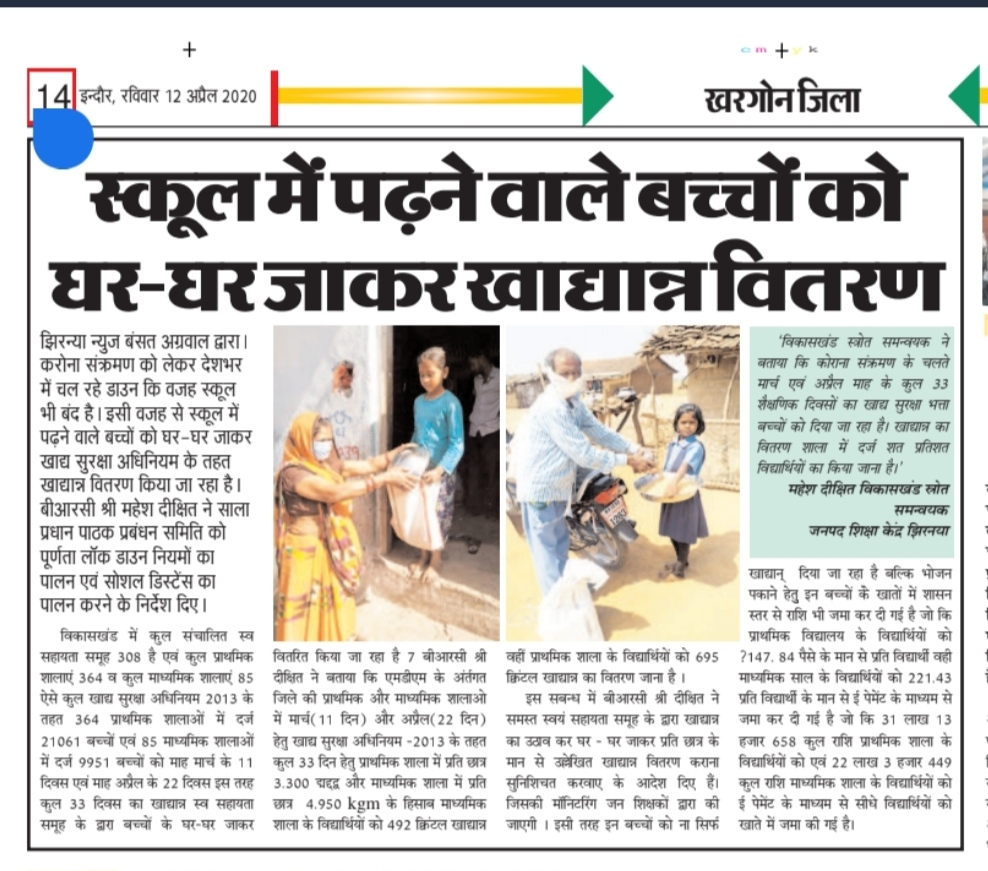 c m y k
14 इन्दौर, रविवार 12 अप्रैल 2020
खरगोन जिला
स्कूल में पढ़ने वाले बच्चों को
घर-घर जाकर खाद्यान्न वितरण
झिरन्या न्युज बंसत अग्रवाल द्वारा।
करोना संक्रमण को लेकर देशभर
में चल रहे डाउन कि वजह स्कूल
भी बंद है। इसी वजह से स्कूल में
पढ़ने वाले बच्चों को घर-घर जाकर
खाद्य सुरक्षा अधिनियम के तहत
खाद्यान्न वितरण किया जा रहा है।
बीआरसी श्री महेश दीक्षित ने साला
प्रधान पाठक प्रबंधन समिति को
पूर्णता लॉक डाउन नियमों का
पालन एवं सोशल डिस्टेंस का
पालन करने के निर्देश दिए।
विकासखंड में कुल संचालित स्व
सहायता समूह 308 है एवं कुल प्राथमिक
शालाएं 364 व कुल माध्यमिक शालाएं 85
ऐसे कुल खाद्य सुरक्षा अधिनियम 2013 के
तहत 364 प्राथमिक शालाओं में दर्ज
21061 बच्चों एवं 85 माध्यमिक शालाओं
में दर्ज 9951 बच्चों को माह मार्च के 11
दिवस एवं माह अप्रैल के 22 दिवस इस तरह
कुल 33 दिवस का खाद्यान्न स्व सहायता
समूह के द्वारा बच्चों के घर-घर जाकर
वितरित किया जा रहा है 7 बीआरसी श्री
दीक्षित ने बताया कि एमडीएम के अंतंगत
जिले की प्राथमिक और माध्यमिक शालाओ
में मार्च(11 दिन) और अप्रैल(22 दिन)
हेतु खाद्य सुरक्षा अधिनियम -2013 के तहत
कुल 33 दिन हेतु प्राथमिक शाला में प्रति छात्र
3.300 और माध्यमिक शाला में प्रति
छात्र 4.950 kgm के हिसाब माध्यमिक
शाला के विद्यार्थियों को 492 क्विंटल खाद्यान्न
वहीं प्राथमिक शाला के विद्यार्थियों को 695
क्विंटल खाद्यान्न का वितरण जाना है ।
इस सबन्ध में बीआरसी श्री दीक्षित ने
समस्त स्वयं सहायता समूह के द्वारा खाद्यान्न
का उठाव कर घर - घर जाकर प्रति छात्र के
मान से उल्लेखित खाद्यान्न वितरण कराना
सुनिशिचत करवाए के आदेश दिए हैं।
जिसकी मॉनिटरिंग जन शिक्षकों द्वारा की
जाएगी । इसी तरह इन बच्चों को ना सिर्फ
'विकासखंड स्त्रोत समन्वयक ने
बताया कि कोराना संक्रमण के चलते
मार्च एवं अप्रैल माह के कुल 33
शैक्षणिक दिवसों का खाद्य सुरक्षा भत्ता
बच्चों को दिया जा रहा है। खाद्यान्न का
वितरण शाला में दर्ज शत प्रतिशत
विद्यार्थियों का किया जाना है।'
महेश दीक्षित विकासखंड स्त्रोत
समन्वयक
जनपद शिक्षा केंद्र झिरनया
खाद्यान् दिया जा रहा है बल्कि भोजन
पकाने हेतु इन बच्चों के खातों में शासन
स्तर से राशि भी जमा कर दी गई है जो कि
प्राथमिक विद्यालय के विद्यार्थियों को
?147. 84 पैसे के मान से प्रति विद्यार्थी वही
माध्यमिक साल के विद्यार्थियों को 221.43
प्रति विद्यार्थी के मान से ई पेमेंट के माध्यम से
जमा कर दी गई है जो कि 31 लाख 13
हजार 658 कुल राशि प्राथमिक शाला के
विद्यार्थियों को एवं 22 लाख 3 हजार 449
कुल राशि माध्यमिक शाला के विद्यार्थियों को
ई पेमेंट के माध्यम से सीधे विद्यार्थियों को
खाते में जमा की गई है।